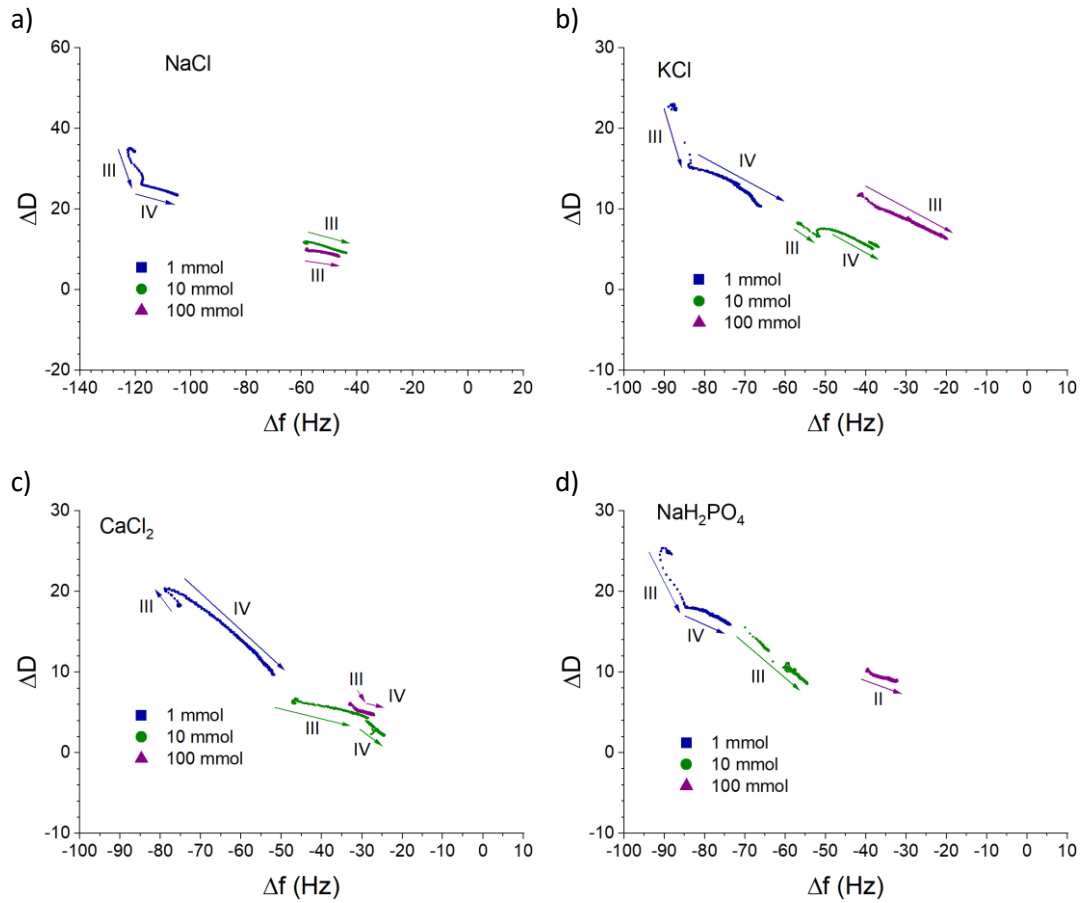 a)
NaCl
60
40
20
0
-20
ΔD
III
IV
III
III
1 mmol
10 mmol
100 mmol
-140 -120 -100 -80 -60 -40 -20 0 20
Δf (Hz)
b)
KCl
30
20
10
0
-10
ΔD
III
IV
III
III
IV
1 mmol
10 mmol
100 mmol
-100 -90 -80 -70 -60 -50 -40 -30 -20 -10 0 10
Δf (Hz)
c)
CaCl₂
30
20
10
0
-10
ΔD
III
IV
III
IV
III
IV
1 mmol
10 mmol
100 mmol
-100 -90 -80 -70 -60 -50 -40 -30 -20 -10 0 10
Δf (Hz)
d)
NaH₂PO₄
30
20
10
0
-10
ΔD
III
IV
III
II
1 mmol
10 mmol
100 mmol
-100 -90 -80 -70 -60 -50 -40 -30 -20 -10 0 10
Δf (Hz)